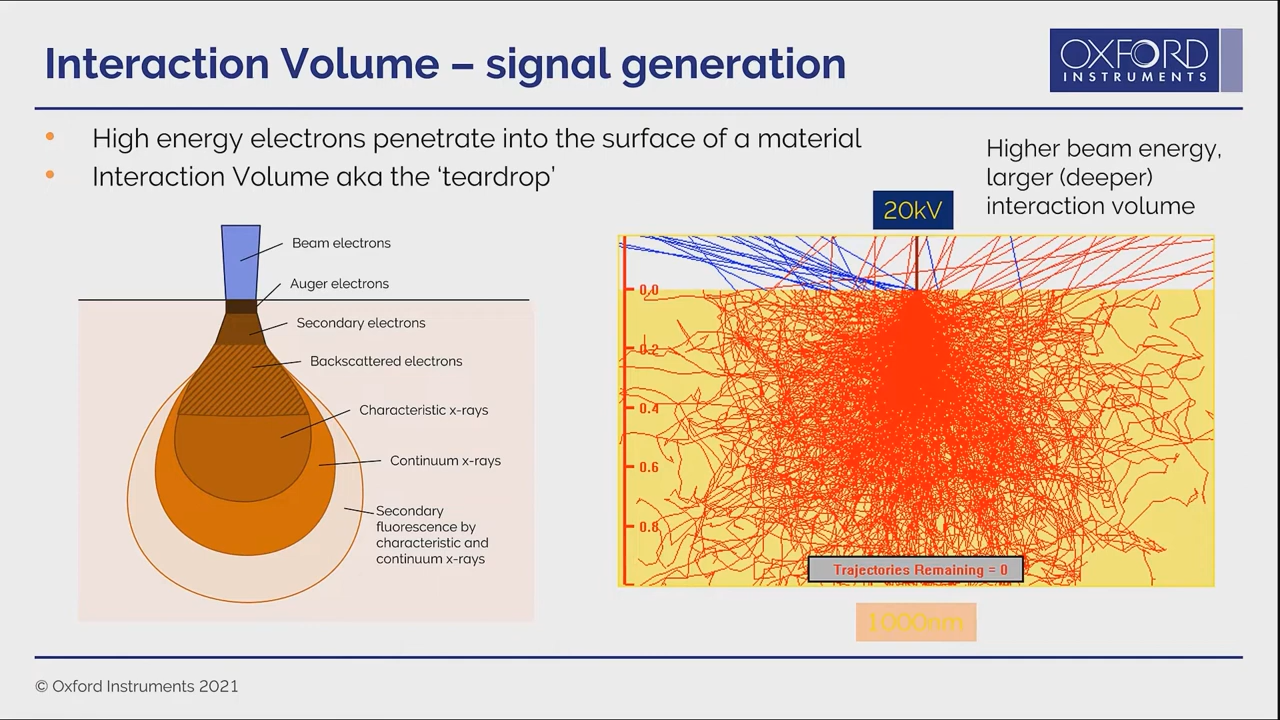 Interaction Volume – signal generation
OXFORD
INSTRUMENTS
• High energy electrons penetrate into the surface of a material
• Interaction Volume aka the ‘teardrop’
Higher beam energy,
larger (deeper)
interaction volume
Beam electrons
Auger electrons
Secondary electrons
Backscattered electrons
Characteristic x-rays
Continuum x-rays
Secondary
fluorescence by
characteristic and
continuum x-rays
20kV
0.0
0.2
0.4
0.6
0.8
Trajectories Remaining = 0
1000nm
© Oxford Instruments 2021